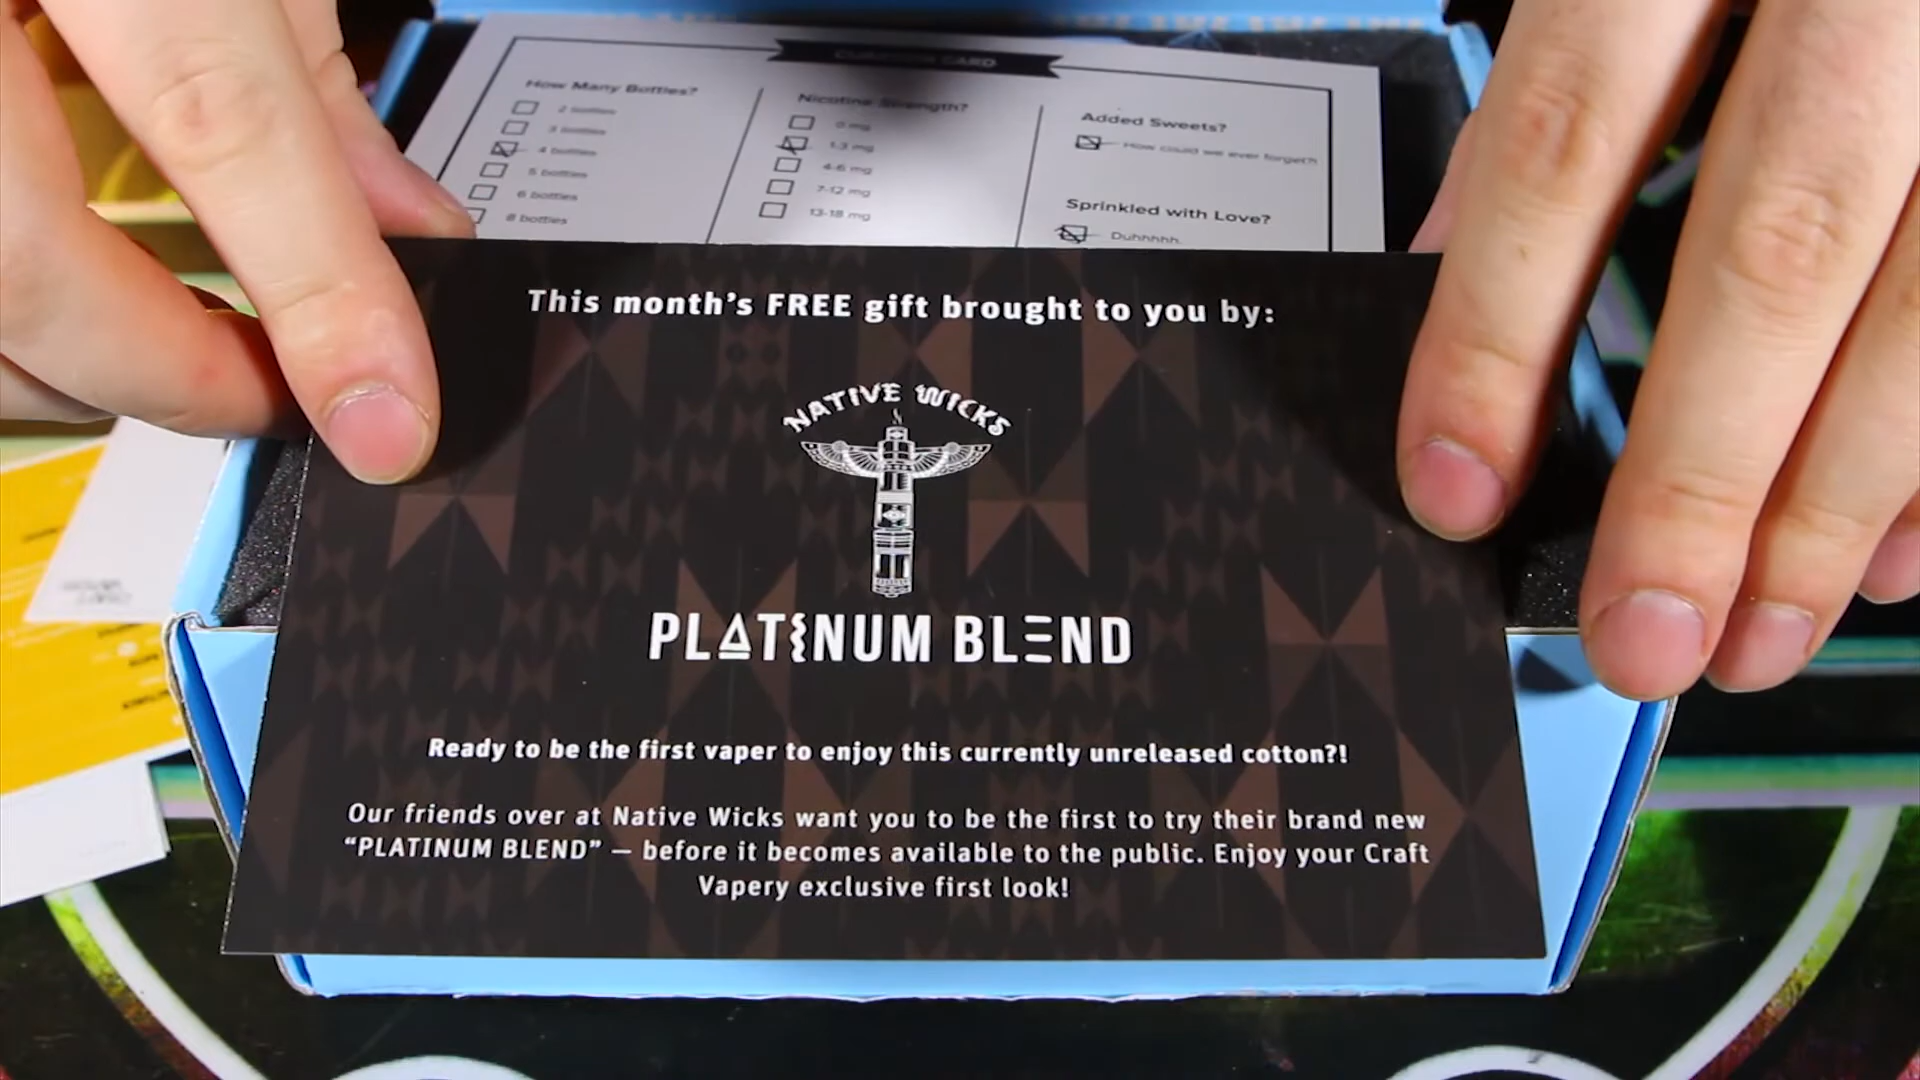 CURATION CARD
How Many Bottles?
2 bottles
3 bottles
4 bottles
5 bottles
6 bottles
8 bottles
Nicotine Strength?
0 mg
1-3 mg
4-6 mg
7-12 mg
13-18 mg
Added Sweets?
How could we ever forget?!
Sprinkled with Love?
Duhhhhh.
This month's FREE gift brought to you by:
NATIVE WICKS
PLATINUM BLEND
Ready to be the first vaper to enjoy this currently unreleased cotton?!
Our friends over at Native Wicks want you to be the first to try their brand new
“PLATINUM BLEND” — before it becomes available to the public. Enjoy your Craft
Vapery exclusive first look!